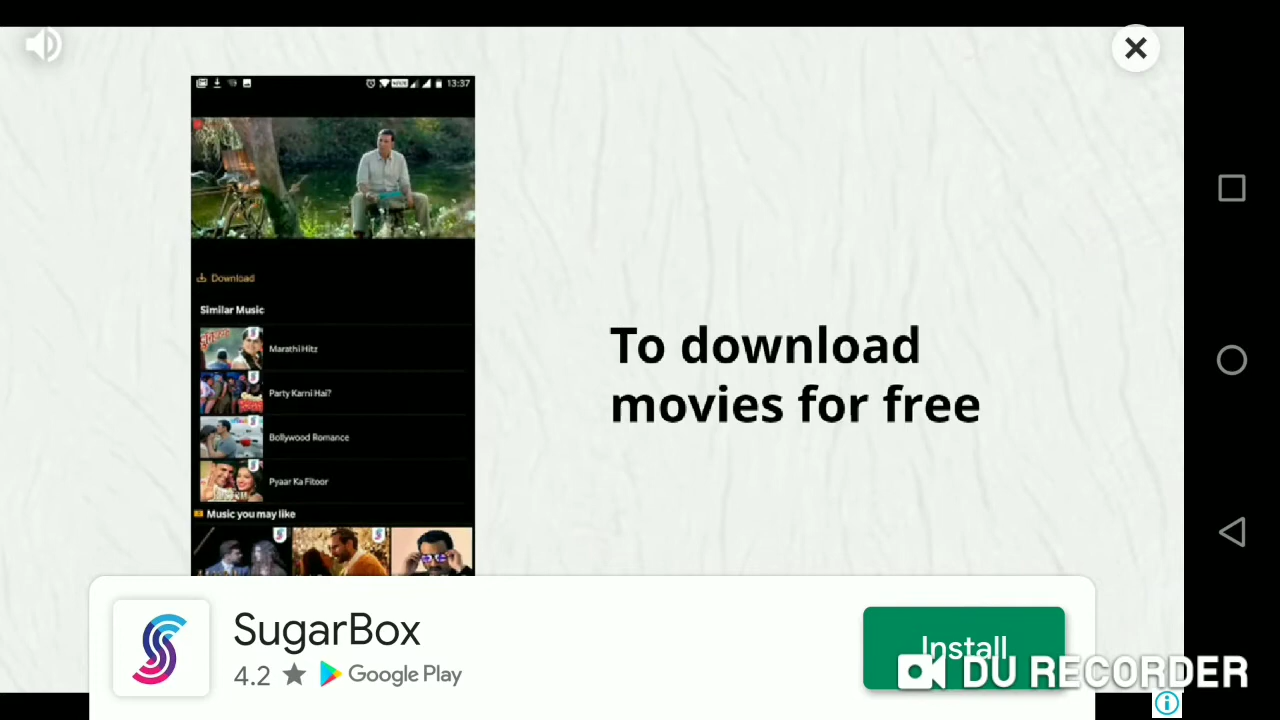 13:37
Download
Similar Music
Marathi Hitz
Party Karni Hai?
Bollywood Romance
Pyaar Ka Fitoor
Music you may like
To download
movies for free
SugarBox
4.2 ★ Google Play
Install
DU RECORDER